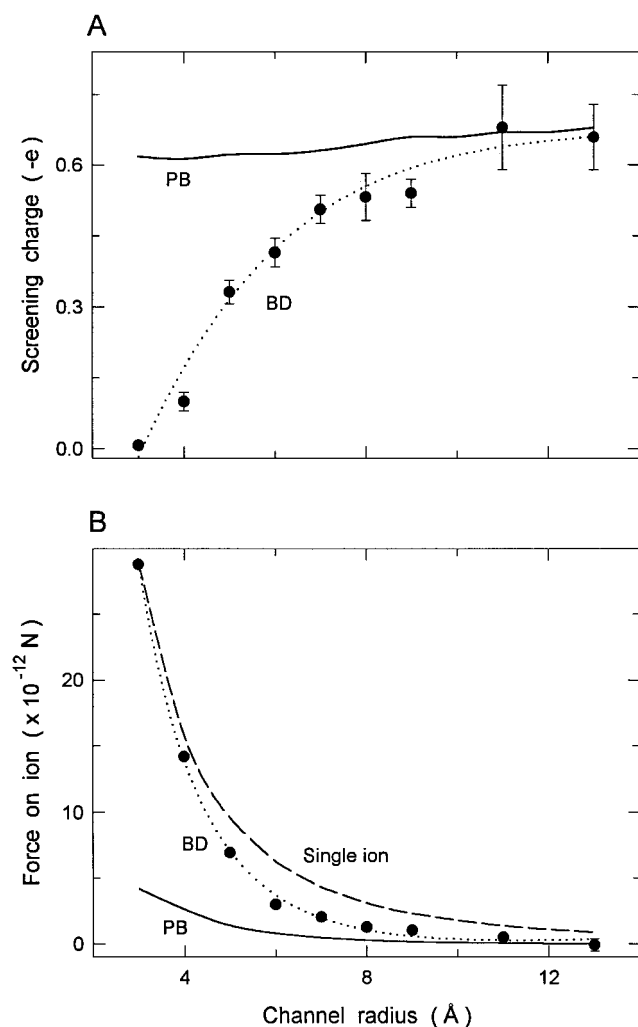 A
Screening charge (-e)
0.6
0.3
0.0
PB
BD
B
Force on ion (x 10⁻¹² N)
20
10
0
BD
Single ion
PB
4
8
12
Channel radius (Å)